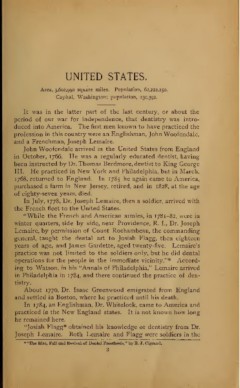 UNITED STATES.
Area, square miles. Population,
Capital, Washington; population,
It was in the latter part of the last century, or about the
period of our war for independence, that dentistry was intro-
duced into America. The first men known to have practiced the
profession in this country were an Englishman, John Woofendale,
and a Frenchman, Joseph Lemaire.
John Woofendale arrived in the United States from England
in October, 1766. He was a regularly educated dentist, having
been instructed by Dr. Thomas Berdmore, dentist to King George
III. He practiced in New York and Philadelphia, but in March,
1768, returned to England. In he again came to America,
purchased a farm in New Jersey, retired, and in 1828, at the age
of eighty-seven years, died.
In July, 1778, Dr. Joseph Lemaire, then a soldier, arrived with
the French fleet to the United States.
"While the French and American armies, in 1781-82, were in
winter quarters, side by side, near Providence, R. I., Dr. Joseph
Lemaire, by permission of Count Rochambeau, the commanding
general, taught the dental art to Josiah Flagg, then eighteen
years of age, and James Gardette, aged twenty-five. Lemaire's
practice was not limited to the soldiers only, but he did dental
operations for the people in the immediate vicinity."* Accord-
ing to Watson, in his "Annals of Philadelphia," Lemaire arrived
in Philadelphia in 1784, and there continued the practice of den-
tistry.
About 1770, Dr. Isaac Greenwood emigrated from England
and settled in Boston, where he practiced until his death.
In 1784, an Englishman, Dr. Whitelock, came to America and
practiced in the New England states. It is not known how long
he remained here.
"Josiah Flagg* obtained his knowledge of dentistry from Dr.
Joseph Lemaire. Both Lemaire and Flagg were soldiers in the
* "The Rise, Fall and Revival of Dental Prosthesis," by B. J. Cigrand.